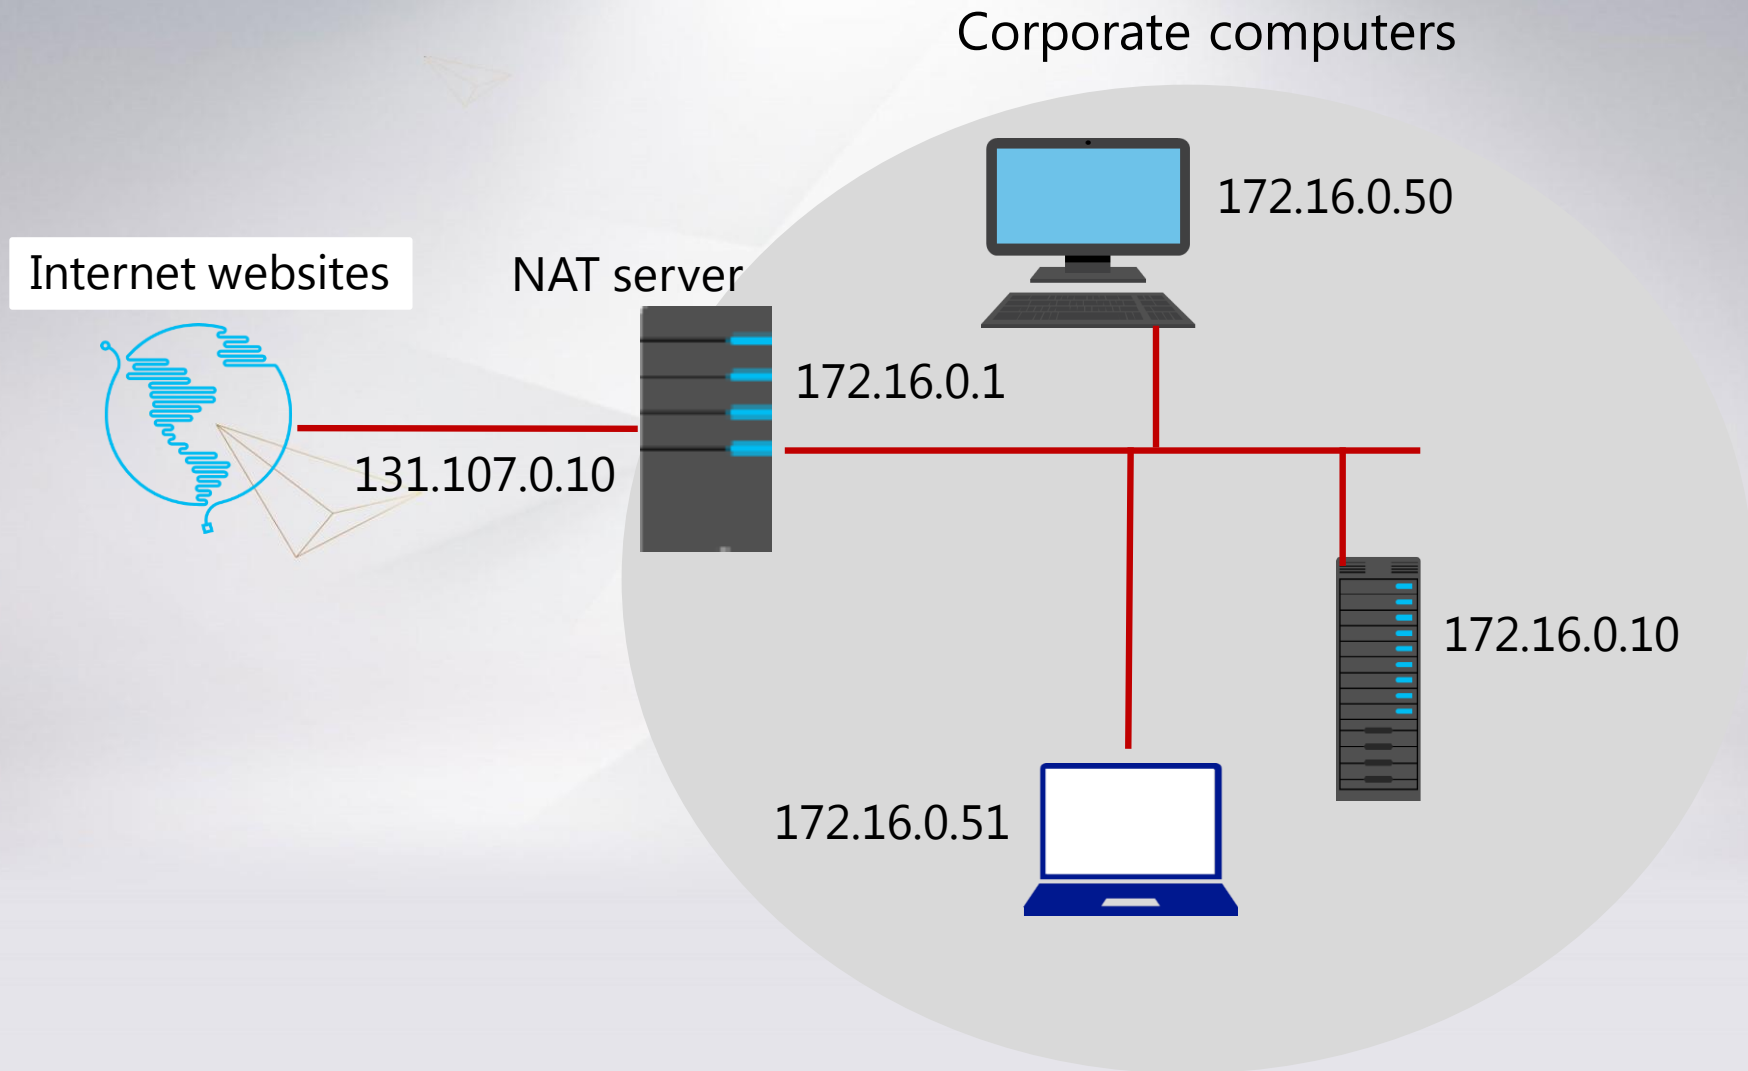 Corporate computers
172.16.0.50
Internet websites
NAT server
172.16.0.1
131.107.0.10
172.16.0.10
172.16.0.51